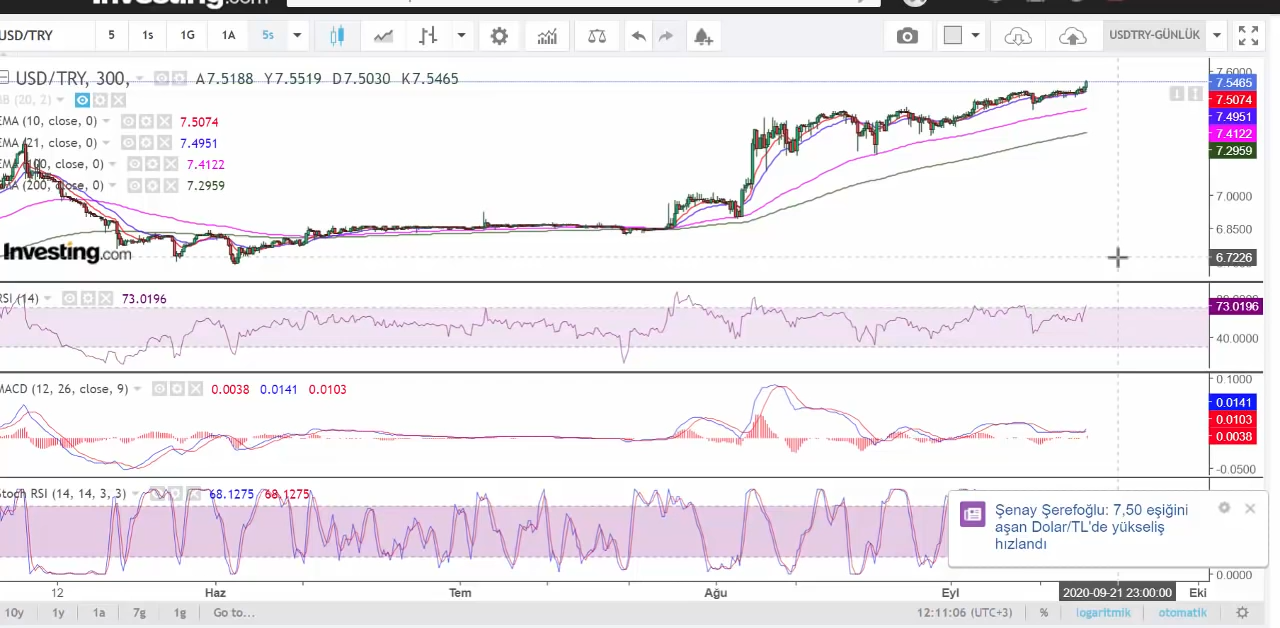 Investing.com
USD/TRY 5 1s 1G 1A 5s USDTRY-GÜNLÜK
USD/TRY, 300, A7.5188 Y7.5519 D7.5030 K7.5465
BB (20, 2)
EMA (10, close, 0) 7.5074
EMA (21, close, 0) 7.4951
EMA (100, close, 0) 7.4122
EMA (200, close, 0) 7.2959
7.6000
7.5465
7.5074
7.4951
7.4122
7.2959
7.0000
6.8500
6.7226
Investing.com
RSI (14) 73.0196
73.0196
40.0000
MACD (12, 26, close, 9) 0.0038 0.0141 0.0103
0.1000
0.0141
0.0103
0.0038
-0.0500
Stoch RSI (14, 14, 3, 3) 68.1275 68.1275
Şenay Şerefoğlu: 7,50 eşiğini
aşan Dolar/TL'de yükseliş
hızlandı
0.0000
12 Haz Tem Ağu Eyl 2020-09-21 23:00:00 Eki
10y 1y 1a 7g 1g Go to... 12:11:06 (UTC+3) % logaritmik otomatik